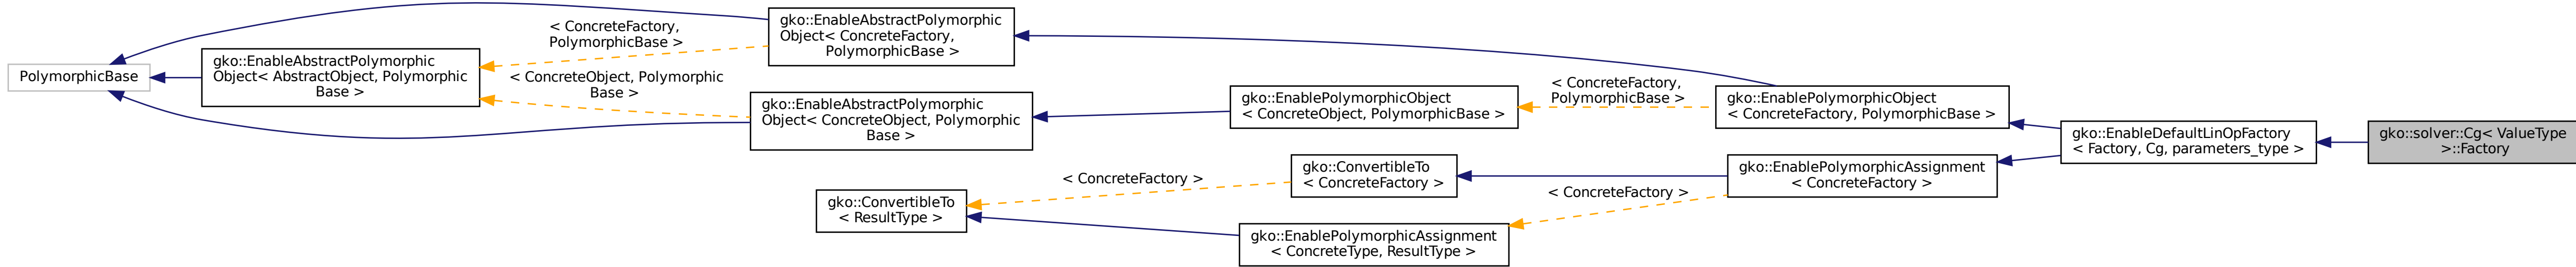 PolymorphicBase
gko::EnableAbstractPolymorphic
Object< AbstractObject, Polymorphic
Base >
< ConcreteFactory,
PolymorphicBase >
< ConcreteObject, Polymorphic
Base >
gko::EnableAbstractPolymorphic
Object< ConcreteFactory,
PolymorphicBase >
gko::EnableAbstractPolymorphic
Object< ConcreteObject, Polymorphic
Base >
gko::ConvertibleTo
< ResultType >
< ConcreteFactory >
gko::EnablePolymorphicObject
< ConcreteObject, PolymorphicBase >
gko::ConvertibleTo
< ConcreteFactory >
gko::EnablePolymorphicAssignment
< ConcreteType, ResultType >
< ConcreteFactory,
PolymorphicBase >
< ConcreteFactory >
gko::EnablePolymorphicObject
< ConcreteFactory, PolymorphicBase >
gko::EnablePolymorphicAssignment
< ConcreteFactory >
gko::EnableDefaultLinOpFactory
< Factory, Cg, parameters_type >
gko::solver::Cg< ValueType
>::Factory